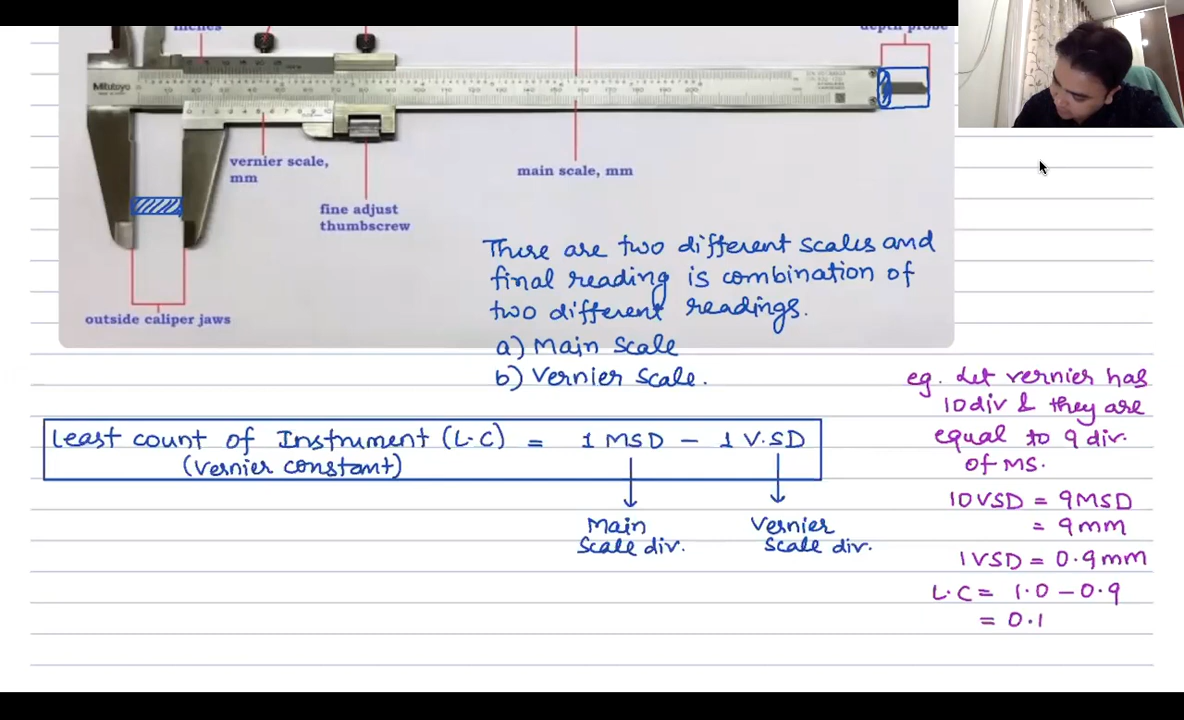 inches
depth probe
Mitutoyo
vernier scale,
mm
main scale, mm
fine adjust
thumbscrew
outside caliper jaws
There are two different scales and
final reading is combination of
two different readings.
a) Main Scale
b) Vernier Scale.
Least count of Instrument (L.C) = 1 MSD - 1 V.SD
(Vernier constant)
Main
Scale div.
Vernier
Scale div.
eg. Let vernier has
10 div & they are
equal to 9 div.
of MS.
10VSD = 9MSD
= 9mm
1VSD = 0.9mm
L.C = 1.0 - 0.9
= 0.1